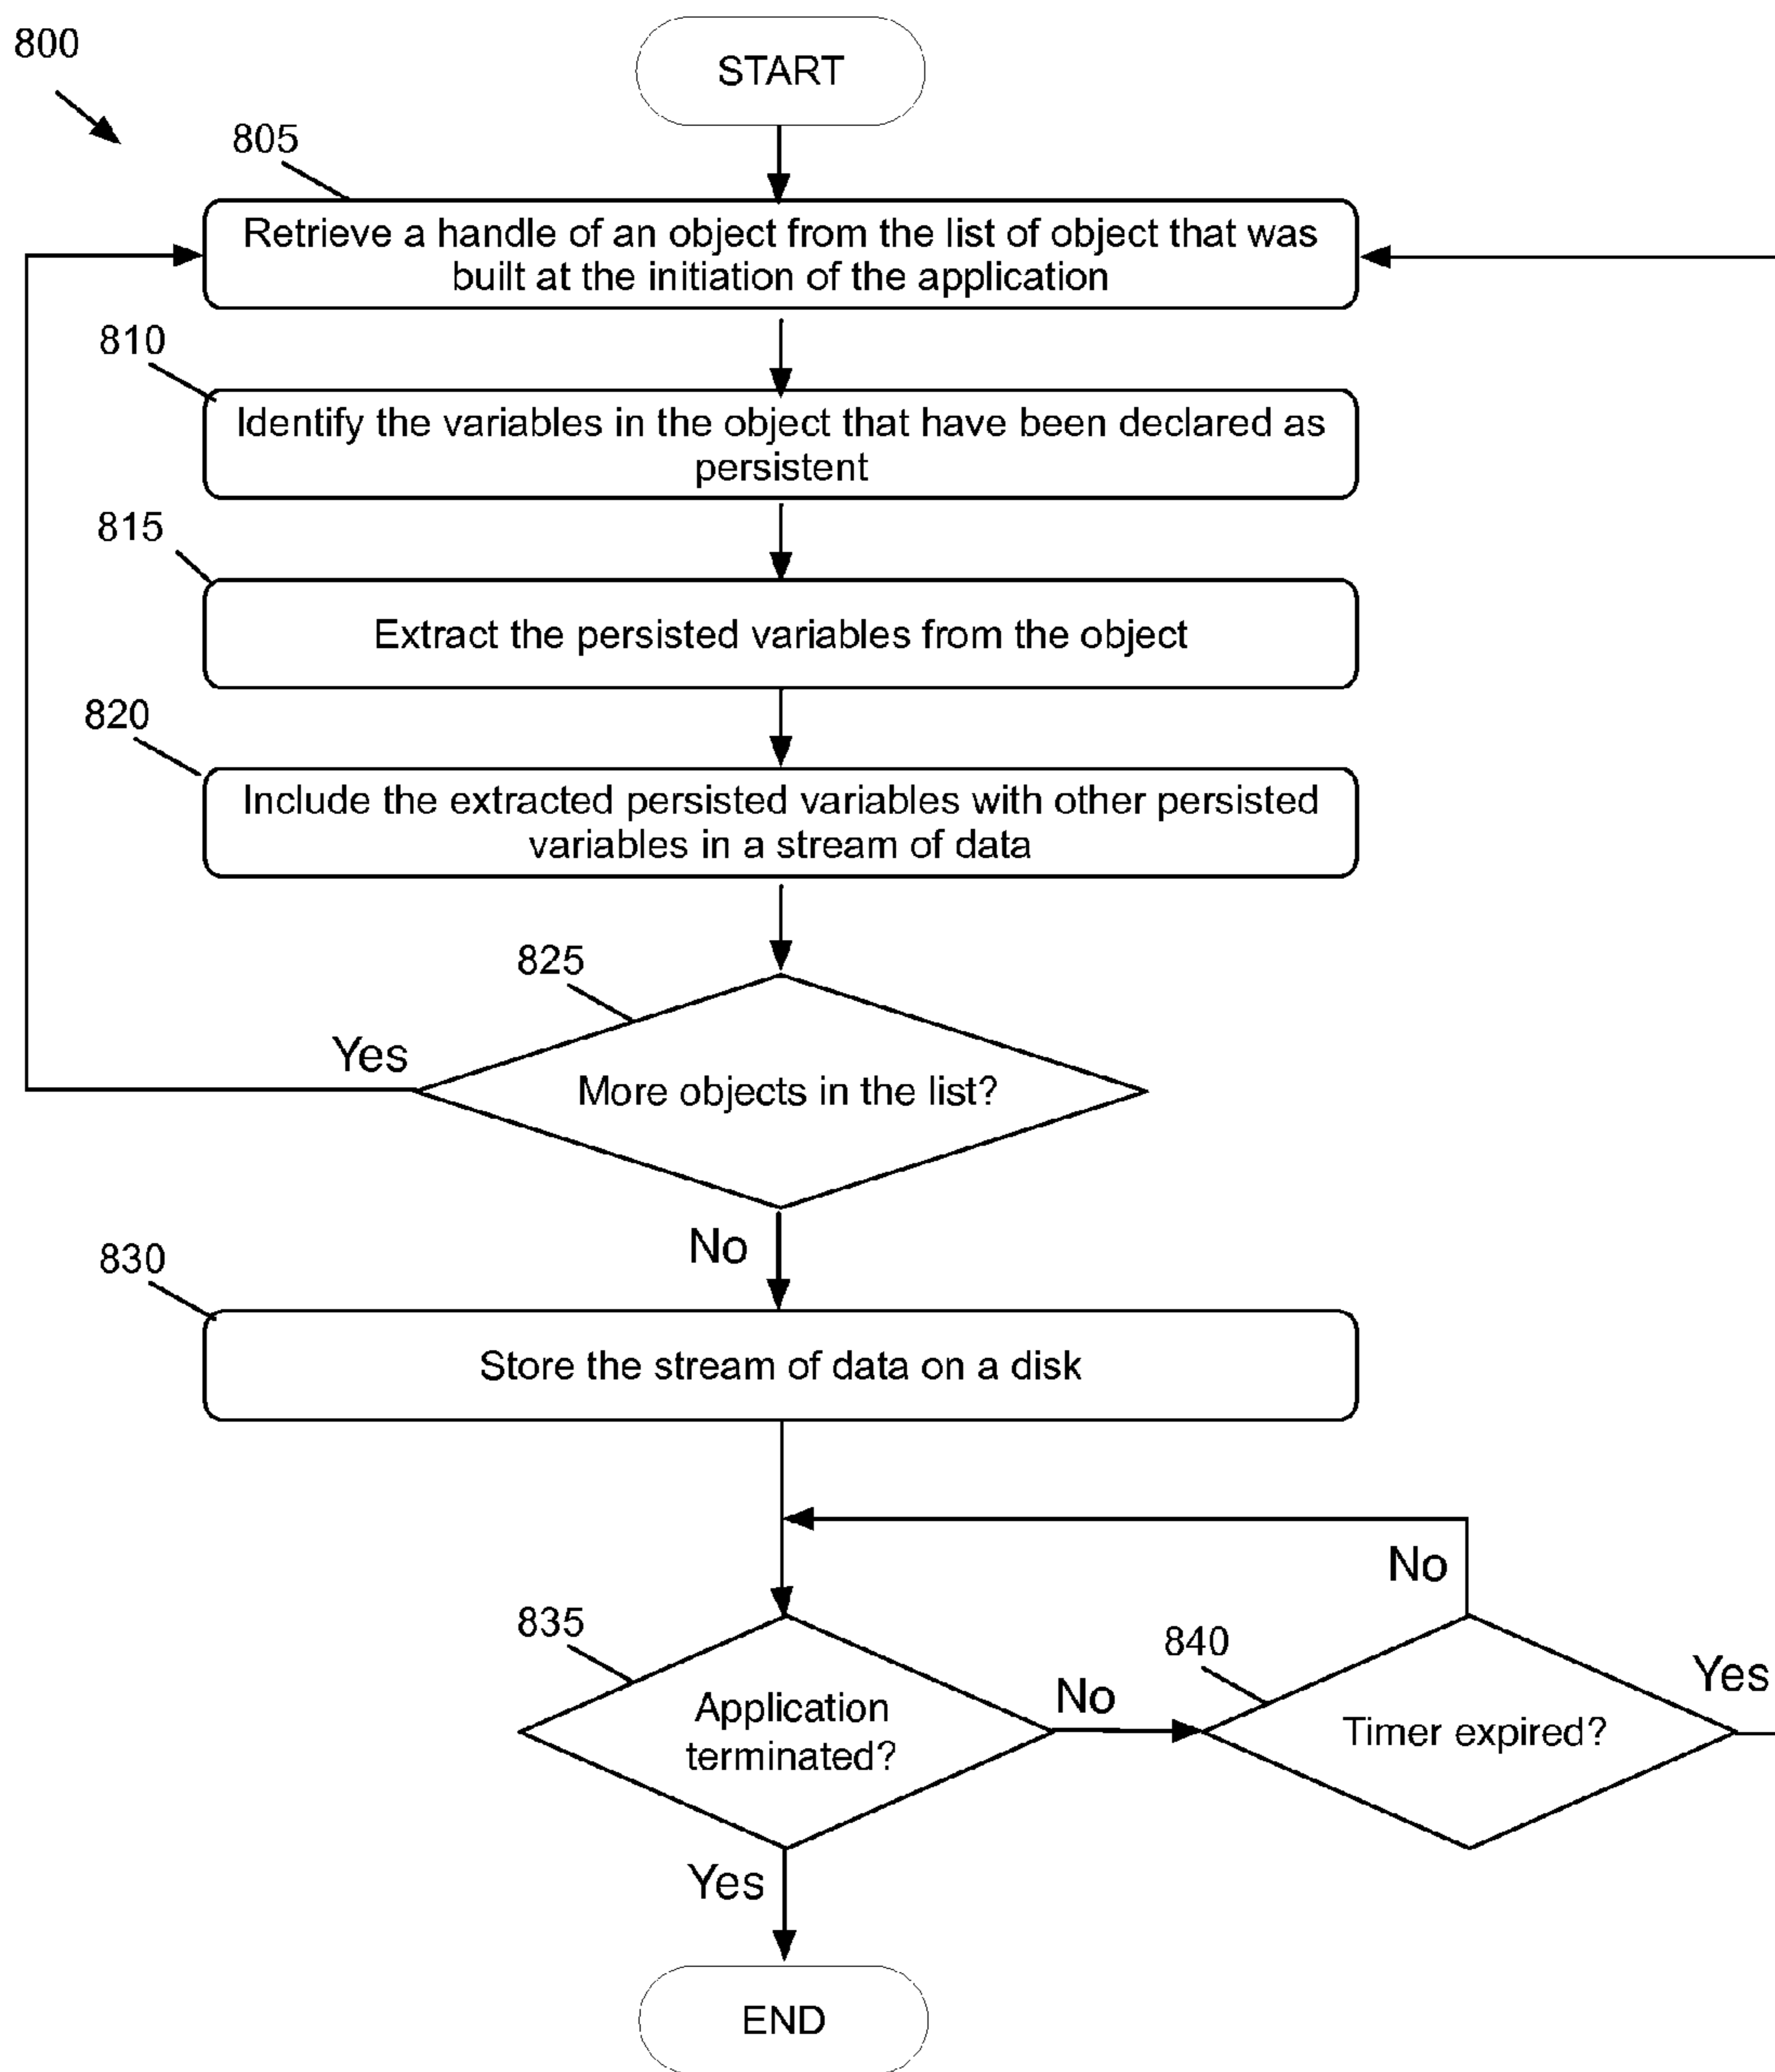 800
START
805
Retrieve a handle of an object from the list of object that was
built at the initiation of the application
810
Identify the variables in the object that have been declared as
persistent
815
Extract the persisted variables from the object
820
Include the extracted persisted variables with other persisted
variables in a stream of data
825
Yes
More objects in the list?
No
830
Store the stream of data on a disk
No
835
840
Application
terminated?
No
Timer expired?
Yes
Yes
END